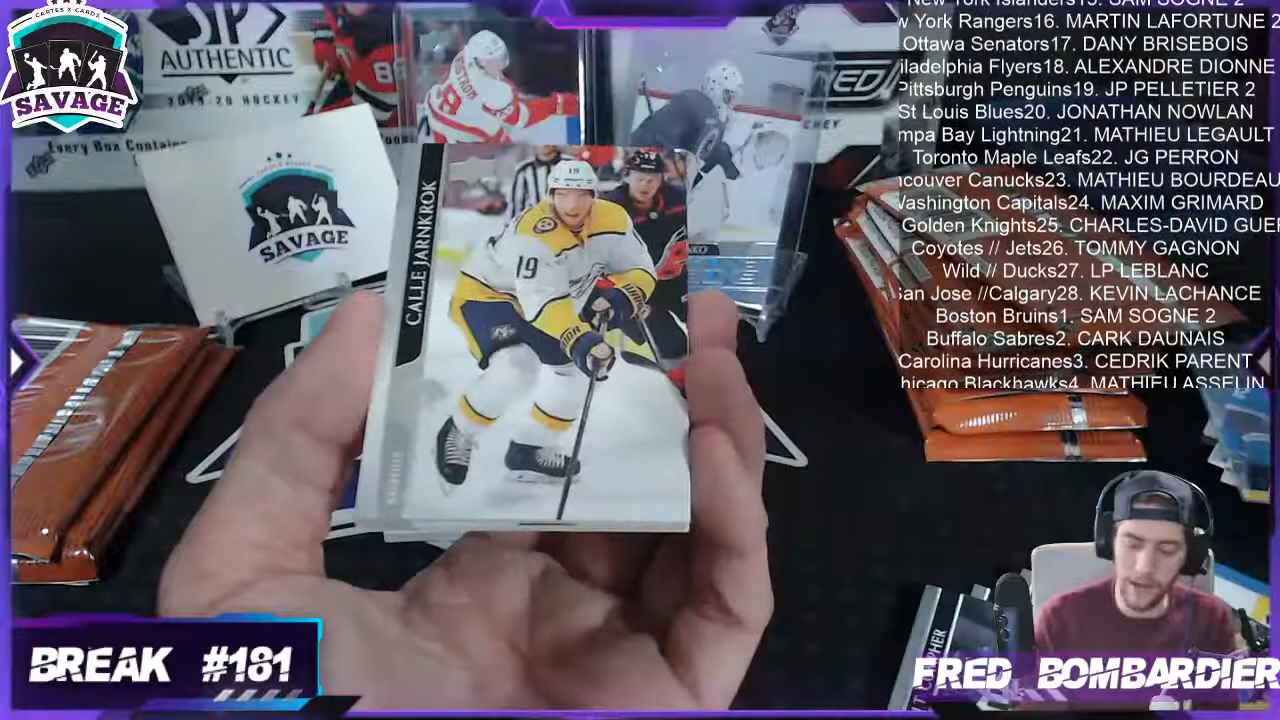 CARTES X CARDS
SAVAGE
SP
AUTHENTIC
2019-20 HOCKEY
Every Box
SAVAGE
CALLE JARNKROK
19
19
New York Islanders15. SAM SOGNE 2
w York Rangers16. MARTIN LAFORTUNE 2
Ottawa Senators17. DANY BRISEBOIS
iladelphia Flyers18. ALEXANDRE DIONNE
Pittsburgh Penguins19. JP PELLETIER 2
St Louis Blues20. JONATHAN NOWLAN
mpa Bay Lightning21. MATHIEU LEGAULT
Toronto Maple Leafs22. JG PERRON
ncouver Canucks23. MATHIEU BOURDEAU
Washington Capitals24. MAXIM GRIMARD
Golden Knights25. CHARLES-DAVID GUE
Coyotes // Jets26. TOMMY GAGNON
Wild // Ducks27. LP LEBLANC
San Jose //Calgary28. KEVIN LACHANCE
Boston Bruins1. SAM SOGNE 2
Buffalo Sabres2. CARK DAUNAIS
Carolina Hurricanes3. CEDRIK PARENT
hicago Blackhawks4. MATHIEU ASSELIN
BREAK #181
FRED BOMBARDIER